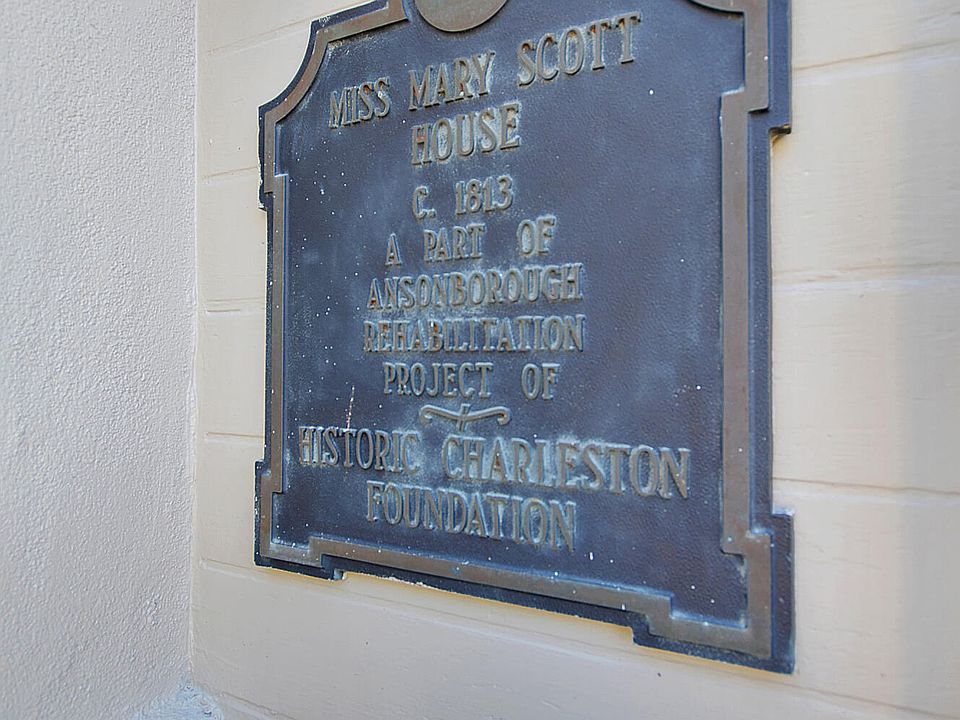 MISS MARY SCOTT
HOUSE
C. 1813
A PART OF
ANSONBOROUGH
REHABILITATION
PROJECT OF
HISTORIC CHARLESTON
FOUNDATION